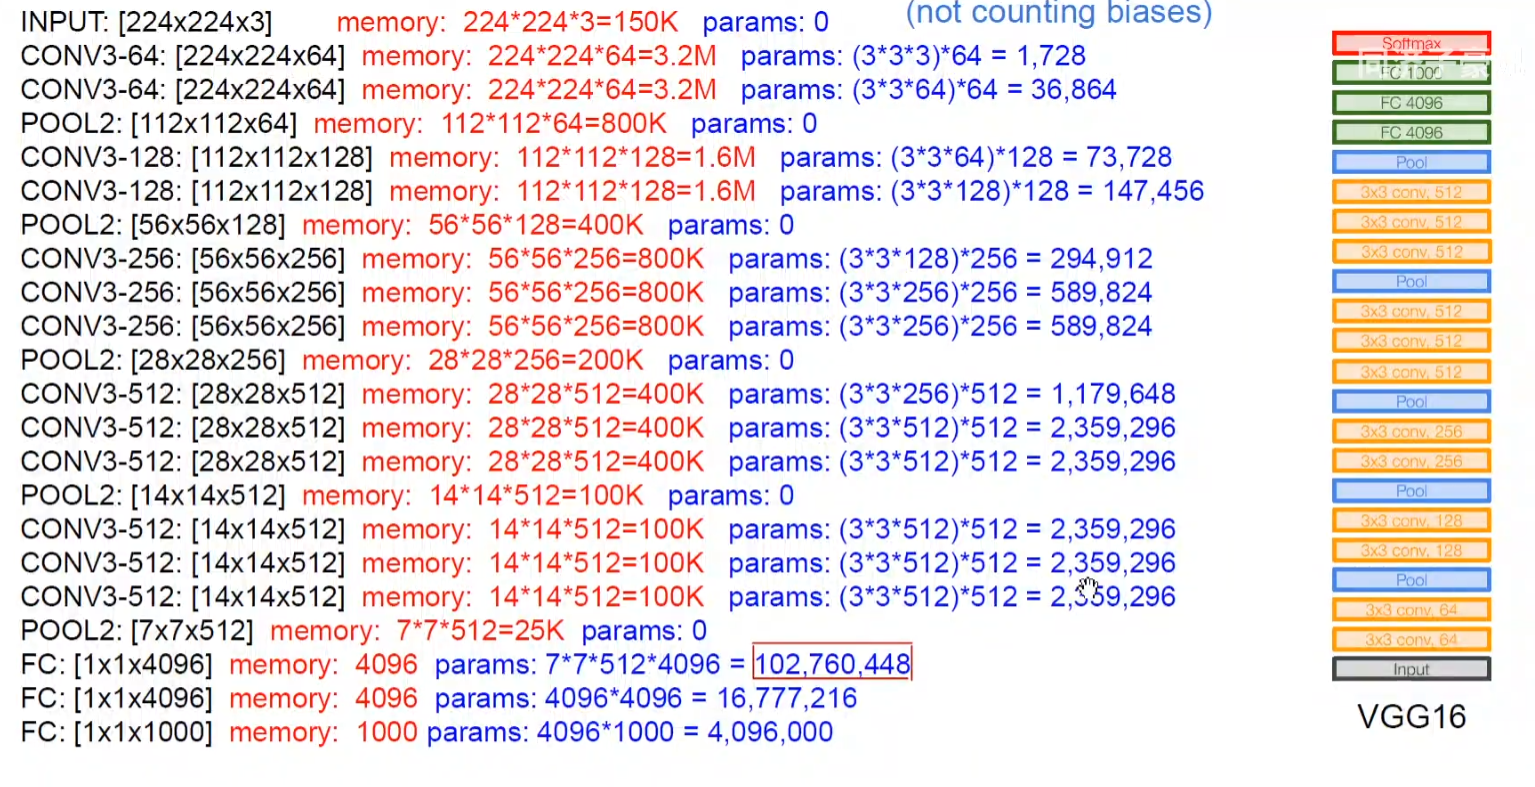 (not counting biases)
INPUT: [224x224x3] memory: 224*224*3=150K params: 0
CONV3-64: [224x224x64] memory: 224*224*64=3.2M params: (3*3*3)*64 = 1,728
CONV3-64: [224x224x64] memory: 224*224*64=3.2M params: (3*3*64)*64 = 36,864
POOL2: [112x112x64] memory: 112*112*64=800K params: 0
CONV3-128: [112x112x128] memory: 112*112*128=1.6M params: (3*3*64)*128 = 73,728
CONV3-128: [112x112x128] memory: 112*112*128=1.6M params: (3*3*128)*128 = 147,456
POOL2: [56x56x128] memory: 56*56*128=400K params: 0
CONV3-256: [56x56x256] memory: 56*56*256=800K params: (3*3*128)*256 = 294,912
CONV3-256: [56x56x256] memory: 56*56*256=800K params: (3*3*256)*256 = 589,824
CONV3-256: [56x56x256] memory: 56*56*256=800K params: (3*3*256)*256 = 589,824
POOL2: [28x28x256] memory: 28*28*256=200K params: 0
CONV3-512: [28x28x512] memory: 28*28*512=400K params: (3*3*256)*512 = 1,179,648
CONV3-512: [28x28x512] memory: 28*28*512=400K params: (3*3*512)*512 = 2,359,296
CONV3-512: [28x28x512] memory: 28*28*512=400K params: (3*3*512)*512 = 2,359,296
POOL2: [14x14x512] memory: 14*14*512=100K params: 0
CONV3-512: [14x14x512] memory: 14*14*512=100K params: (3*3*512)*512 = 2,359,296
CONV3-512: [14x14x512] memory: 14*14*512=100K params: (3*3*512)*512 = 2,359,296
CONV3-512: [14x14x512] memory: 14*14*512=100K params: (3*3*512)*512 = 2,359,296
POOL2: [7x7x512] memory: 7*7*512=25K params: 0
FC: [1x1x4096] memory: 4096 params: 7*7*512*4096 = 102,760,448
FC: [1x1x4096] memory: 4096 params: 4096*4096 = 16,777,216
FC: [1x1x1000] memory: 1000 params: 4096*1000 = 4,096,000
Softmax
FC 1000
FC 4096
FC 4096
Pool
3x3 conv, 512
3x3 conv, 512
3x3 conv, 512
Pool
3x3 conv, 512
3x3 conv, 512
3x3 conv, 512
Pool
3x3 conv, 256
3x3 conv, 256
Pool
3x3 conv, 128
3x3 conv, 128
Pool
3x3 conv, 64
3x3 conv, 64
Input
VGG16